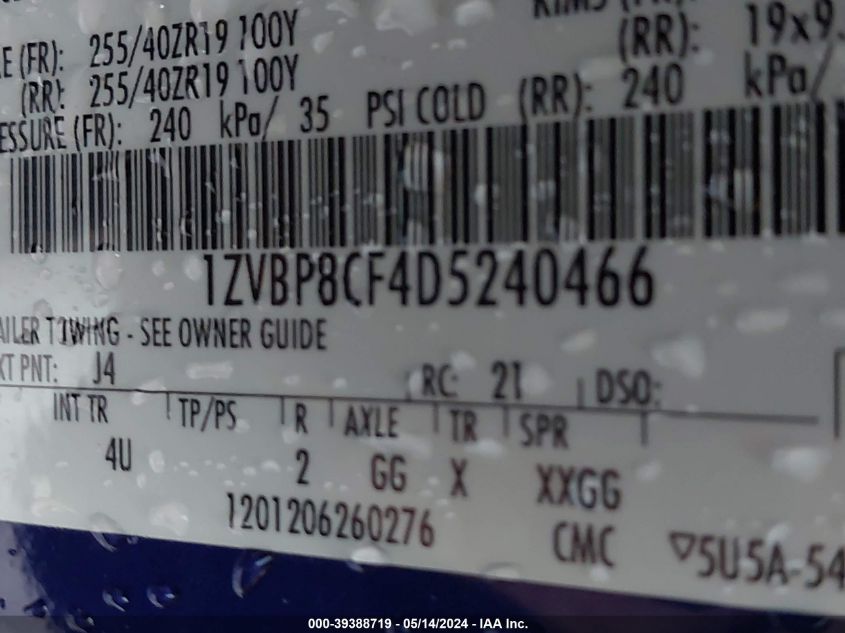 RE (FR): 255/40ZR19 100Y
(RR): 255/40ZR19 100Y (RR): 19x9.
ESSURE (FR): 240 kPa/ 35 PSI COLD (RR): 240 kPa/
1ZVBP8CF4D5240466
AILER TOWING - SEE OWNER GUIDE
XT PNT: J4 RC: 21 DSO:
INT TR TP/PS R AXLE TR SPR
4U 2 GG X XXGG
1201206260276 CMC ▽5U5A-54
000-39388719 - 05/14/2024 - IAA Inc.